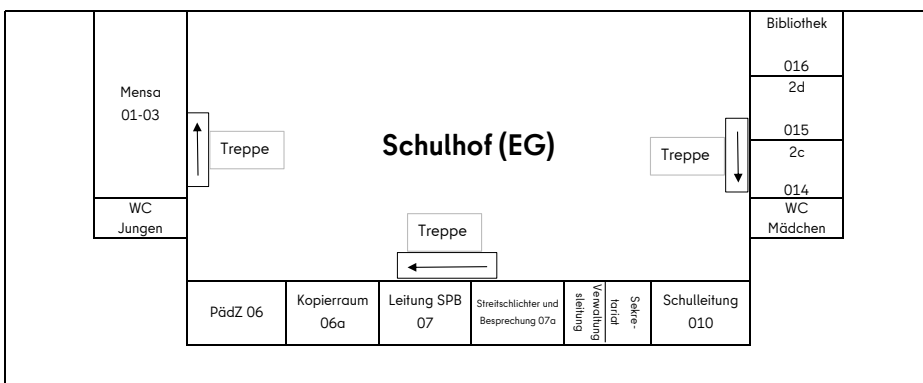 Bibliothek
016
2d
015
2c
014
WC
Mädchen
Mensa
01-03
WC
Jungen
Treppe
Schulhof (EG)
Treppe
Treppe
PädZ 06
Kopierraum
06a
Leitung SPB
07
Streitschlichter und
Besprechung 07a
Verwaltung
sleitung
Sekre-
tariat
Schulleitung
010